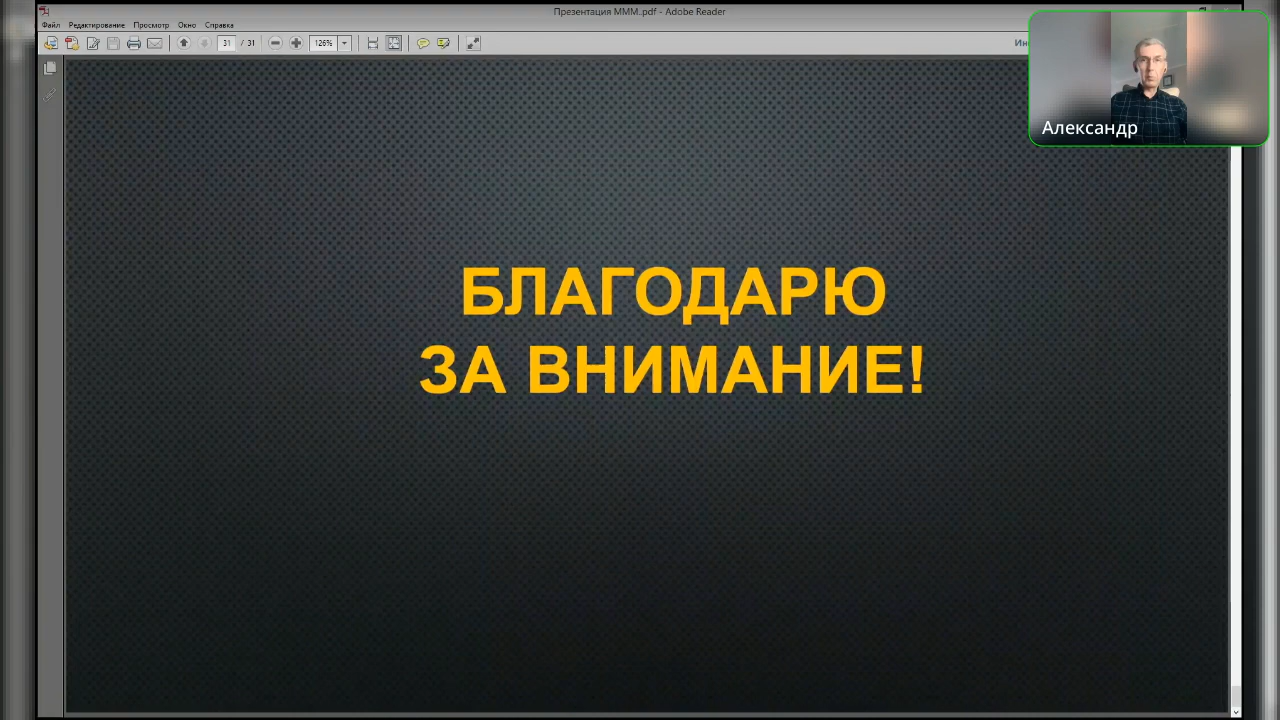 Презентация МММ.pdf - Adobe Reader
Файл Редактирование Просмотр Окно Справка
31 / 31 126%
Александр
БЛАГОДАРЮ
ЗА ВНИМАНИЕ!